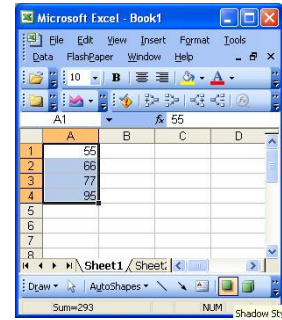 Microsoft Excel - Book1
File Edit View Insert Format Tools
Data FlashPaper Window Help
10 B A
A1 fx 55
A B C D
1 55
2 66
3 77
4 95
5
6
7
8
Sheet1 Sheet
Draw AutoShapes
Sum=293 NUM Shadow Sty